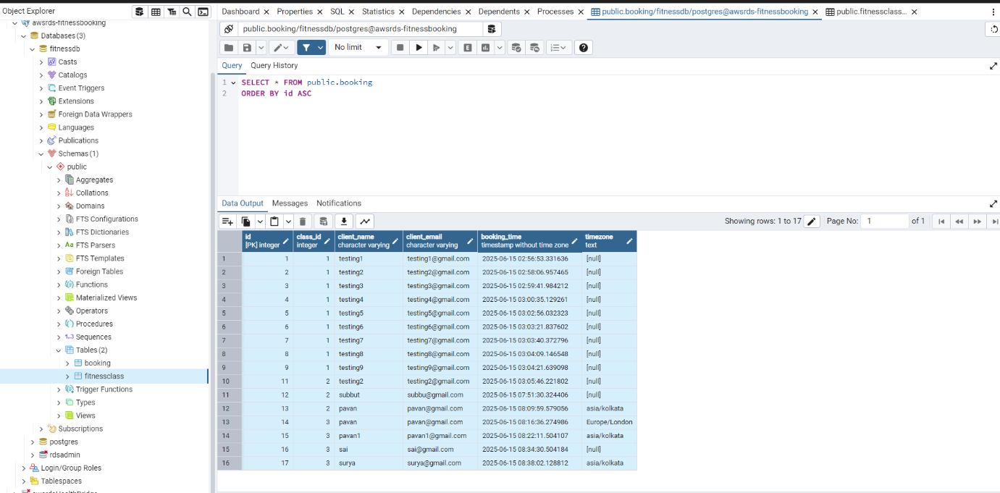 Object Explorer
Dashboard Properties SQL Statistics Dependencies Dependents Processes public.booking/fitnessdb/postgres@awsrds-fitnessbooking public.fitnessclass...
awsrds-fitnessbooking
public.booking/fitnessdb/postgres@awsrds-fitnessbooking
Databases (3)
fitnessdb
No limit
E
Casts
Query Query History
Catalogs
1 SELECT * FROM public.booking
Event Triggers
2 ORDER BY id ASC
Extensions
Foreign Data Wrappers
Languages
Publications
Schemas (1)
public
Aggregates
Collations
Domains
FTS Configurations
FTS Dictionaries
Aa FTS Parsers
FTS Templates
Foreign Tables
Functions
Materialized Views
Operators
Procedures
1..3 Sequences
Tables (2)
booking
fitnessclass
Trigger Functions
Types
Views
Subscriptions
postgres
rdsadmin
Login/Group Roles
Tablespaces
Data Output Messages Notifications
Showing rows: 1 to 17 Page No: 1 of 1
id class_id client_name client_email booking_time timezone
[PK] integer integer character varying character varying timestamp without time zone text
1 1 1 testing1 testing1@gmail.com 2025-06-15 02:56:53.331636 [null]
2 2 1 testing2 testing2@gmail.com 2025-06-15 02:58:06.957465 [null]
3 3 1 testing3 testing3@gmail.com 2025-06-15 02:59:41.984212 [null]
4 4 1 testing4 testing4@gmail.com 2025-06-15 03:00:35.129261 [null]
5 5 1 testing5 testing5@gmail.com 2025-06-15 03:02:56.032323 [null]
6 6 1 testing6 testing6@gmail.com 2025-06-15 03:03:21.837602 [null]
7 7 1 testing7 testing7@gmail.com 2025-06-15 03:03:40.372796 [null]
8 8 1 testing8 testing8@gmail.com 2025-06-15 03:04:09.146548 [null]
9 9 1 testing9 testing9@gmail.com 2025-06-15 03:04:21.639098 [null]
10 11 2 testing2 testing2@gmail.com 2025-06-15 03:05:46.221802 [null]
11 12 2 subbut subbu@gmail.com 2025-06-15 07:51:30.324406 [null]
12 13 2 pavan pavan@gmail.com 2025-06-15 08:09:59.579056 asia/kolkata
13 14 3 pavan pavan@gmail.com 2025-06-15 08:16:36.274986 Europe/London
14 15 3 pavan1 pavan1@gmail.com 2025-06-15 08:22:11.504107 asia/kolkata
15 16 3 sai sai@gmail.com 2025-06-15 08:34:30.504184 [null]
16 17 3 surya surya@gmail.com 2025-06-15 08:38:02.128812 asia/kolkata